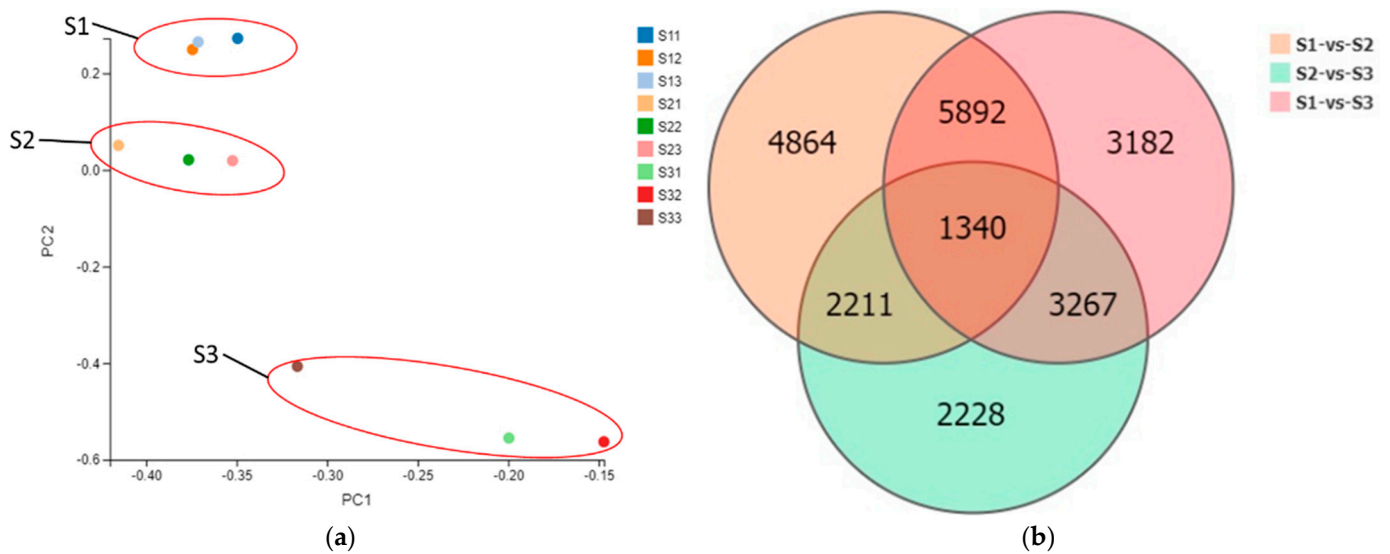 S1
S2
S3
0.2
0.0
-0.2
-0.4
-0.6
PC2
-0.40
-0.35
-0.30
-0.25
-0.20
-0.15
PC1
(a)
S11
S12
S13
S21
S22
S23
S31
S32
S33
4864
5892
3182
1340
2211
3267
2228
S1-vs-S2
S2-vs-S3
S1-vs-S3
(b)